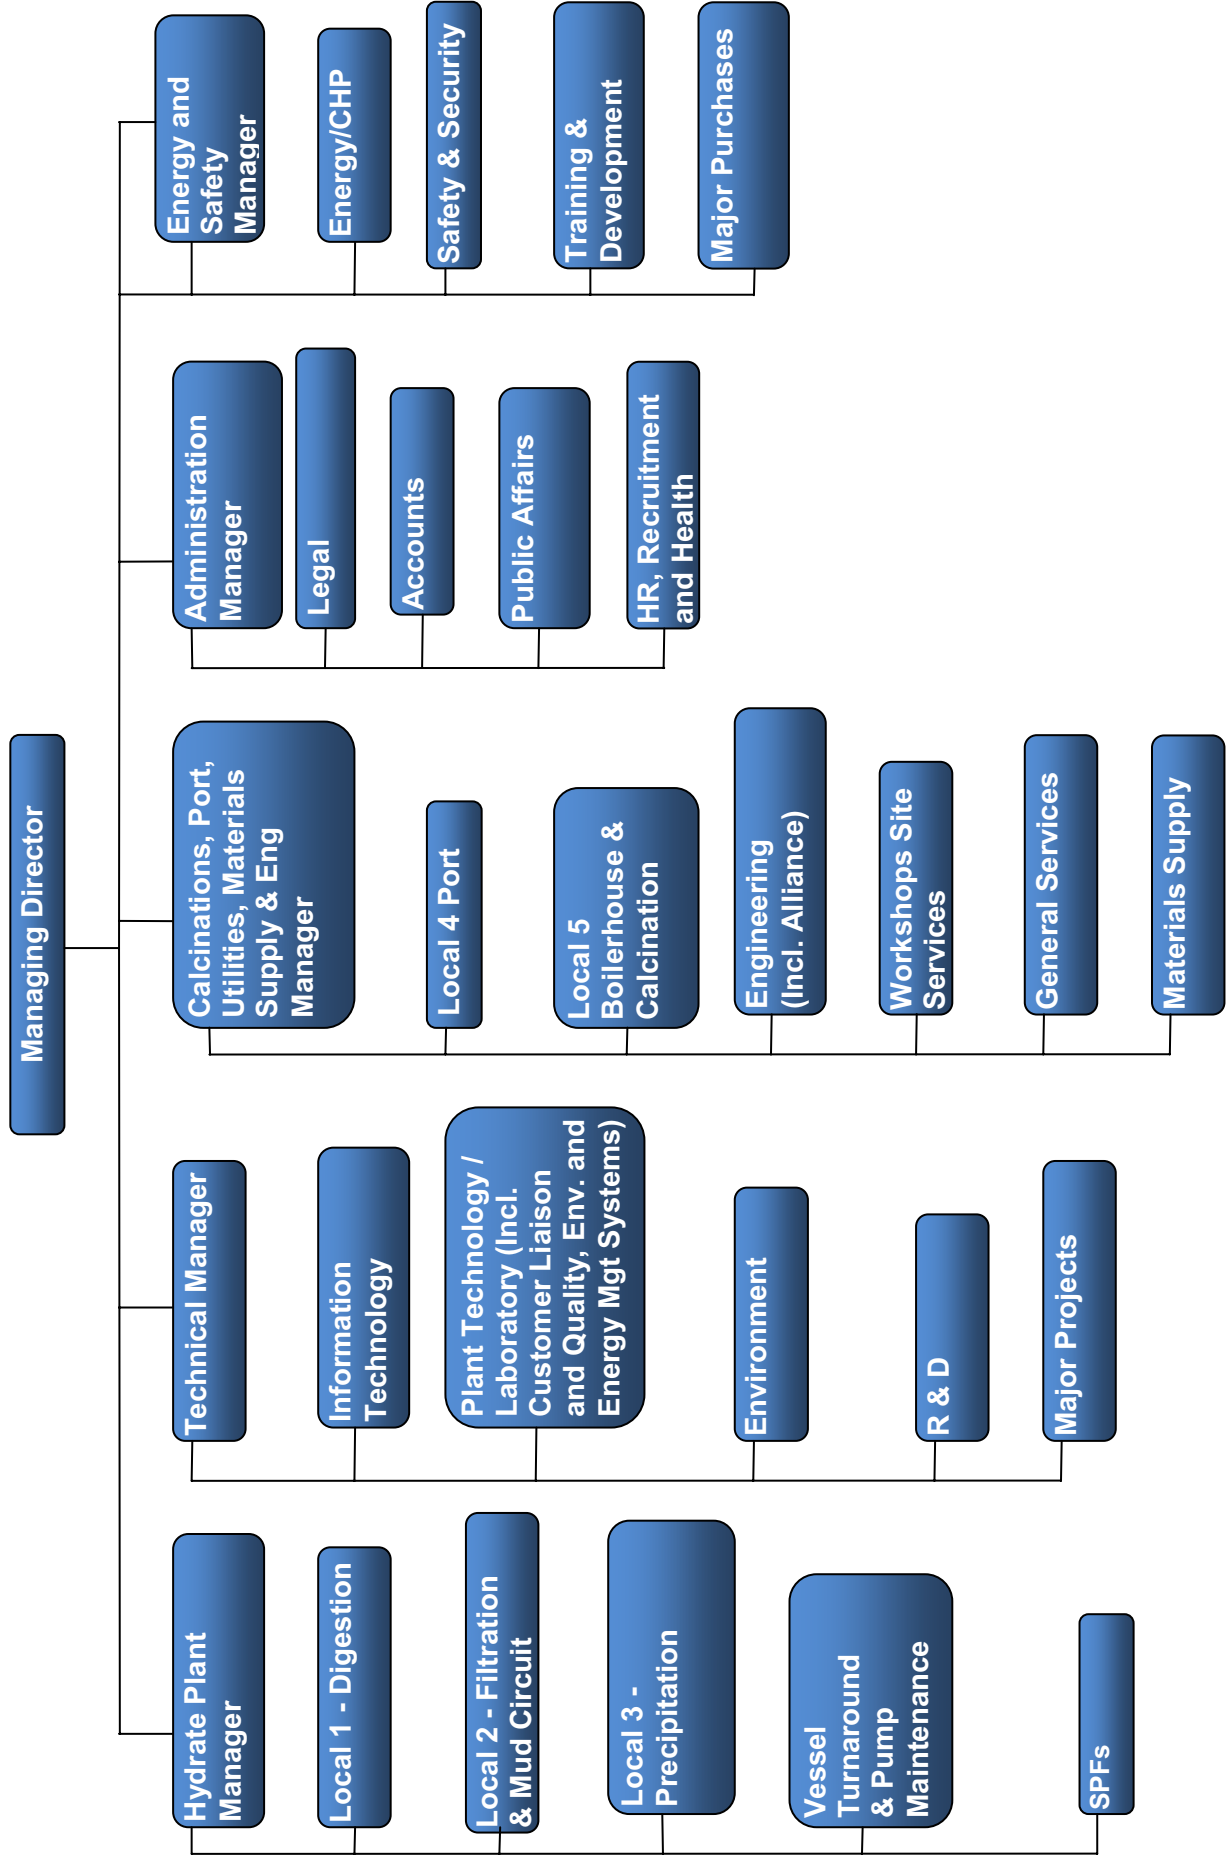 Managing Director
Hydrate Plant
Manager
Local 1 - Digestion
Local 2 - Filtration
& Mud Circuit
Local 3 -
Precipitation
Vessel
Turnaround
& Pump
Maintenance
SPFs
Technical Manager
Information
Technology
Plant Technology /
Laboratory (Incl.
Customer Liaison
and Quality, Env. and
Energy Mgt Systems)
Environment
R & D
Major Projects
Calcinations, Port,
Utilities, Materials
Supply & Eng
Manager
Local 4 Port
Local 5
Boilerhouse &
Calcination
Engineering
(Incl. Alliance)
Workshops Site
Services
General Services
Materials Supply
Administration
Manager
Legal
Accounts
Public Affairs
HR, Recruitment
and Health
Energy and
Safety
Manager
Energy/CHP
Safety & Security
Training &
Development
Major Purchases